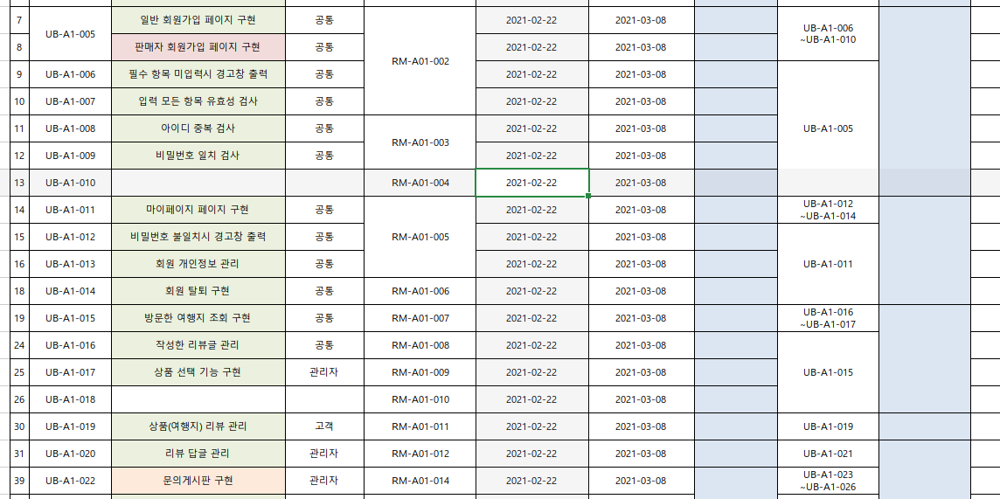 7 UB-A1-005 일반 회원가입 페이지 구현 공통 RM-A01-002 2021-02-22 2021-03-08 UB-A1-006
~UB-A1-010
8 판매자 회원가입 페이지 구현 공통 2021-02-22 2021-03-08
9 UB-A1-006 필수 항목 미입력시 경고창 출력 공통 2021-02-22 2021-03-08 UB-A1-005
10 UB-A1-007 입력 모든 항목 유효성 검사 공통 2021-02-22 2021-03-08
11 UB-A1-008 아이디 중복 검사 공통 RM-A01-003 2021-02-22 2021-03-08
12 UB-A1-009 비밀번호 일치 검사 공통 2021-02-22 2021-03-08
13 UB-A1-010 RM-A01-004 2021-02-22 2021-03-08
14 UB-A1-011 마이페이지 페이지 구현 공통 RM-A01-005 2021-02-22 2021-03-08 UB-A1-012
~UB-A1-014
15 UB-A1-012 비밀번호 불일치시 경고창 출력 공통 2021-02-22 2021-03-08 UB-A1-011
16 UB-A1-013 회원 개인정보 관리 공통 2021-02-22 2021-03-08
18 UB-A1-014 회원 탈퇴 구현 공통 RM-A01-006 2021-02-22 2021-03-08
19 UB-A1-015 방문한 여행지 조회 구현 공통 RM-A01-007 2021-02-22 2021-03-08 UB-A1-016
~UB-A1-017
24 UB-A1-016 작성한 리뷰글 관리 공통 RM-A01-008 2021-02-22 2021-03-08 UB-A1-015
25 UB-A1-017 상품 선택 기능 구현 관리자 RM-A01-009 2021-02-22 2021-03-08
26 UB-A1-018 RM-A01-010 2021-02-22 2021-03-08
30 UB-A1-019 상품(여행지) 리뷰 관리 고객 RM-A01-011 2021-02-22 2021-03-08 UB-A1-019
31 UB-A1-020 리뷰 답글 관리 관리자 RM-A01-012 2021-02-22 2021-03-08 UB-A1-021
39 UB-A1-022 문의게시판 구현 관리자 RM-A01-014 2021-02-22 2021-03-08 UB-A1-023
~UB-A1-026